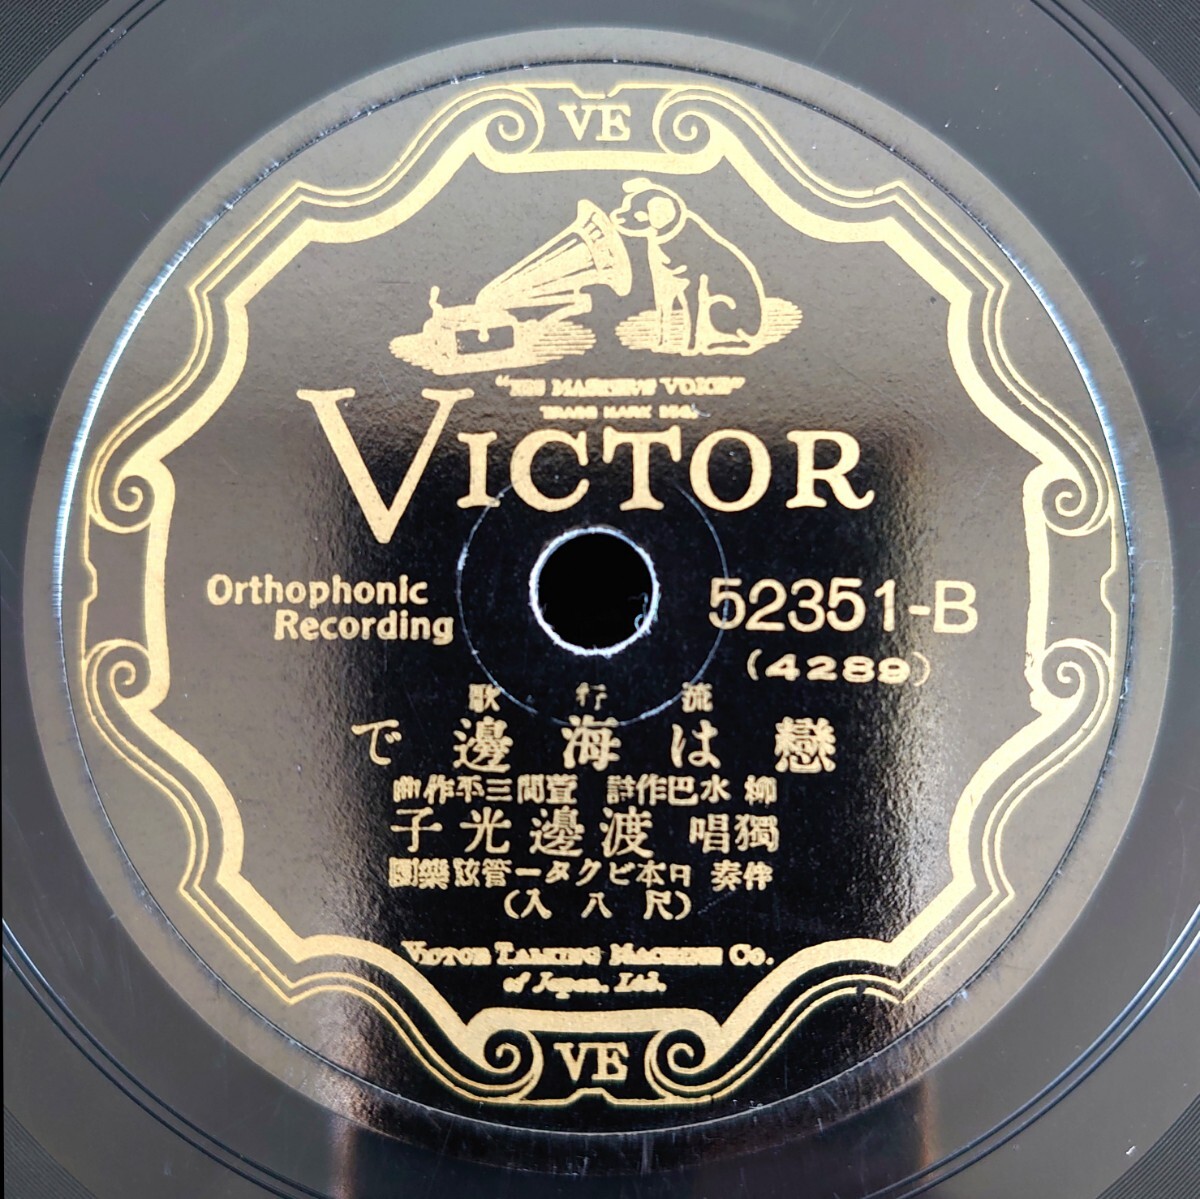 VE
"HIS MASTER'S VOICE"
TRADE MARK REG.
VICTOR
Orthophonic
Recording
52351-B
(4289)
流行歌
戀は海邊で
柳水巴作詩 萱間三平作曲
獨唱 渡邊光子
伴奏 日本ビクター管絃樂團
(尺八入)
VICTOR TALKING MACHINE CO.
of Japan, Ltd.
VE